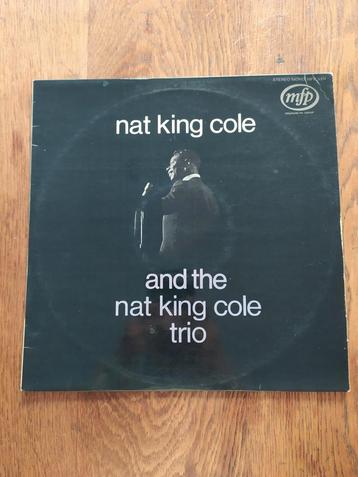 mfp
nat king cole
and the
nat king cole
trio